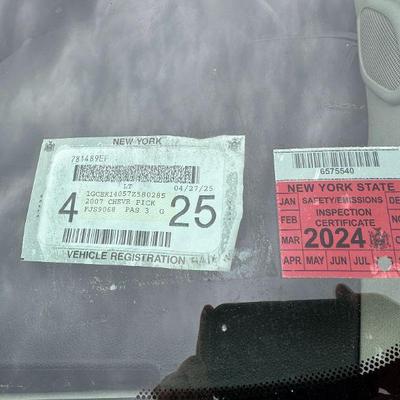 NEW YORK
781489EF
LT
1GCEK14057Z580285 04/27/25
2007 CHEVR PICK
FJS9068 PAS 3 G
4 25
VEHICLE REGISTRATION
6575540
NEW YORK STATE
JAN SAFETY/EMISSIONS
FEB INSPECTION
CERTIFICATE
MAR 2024
APR MAY JUN JUL